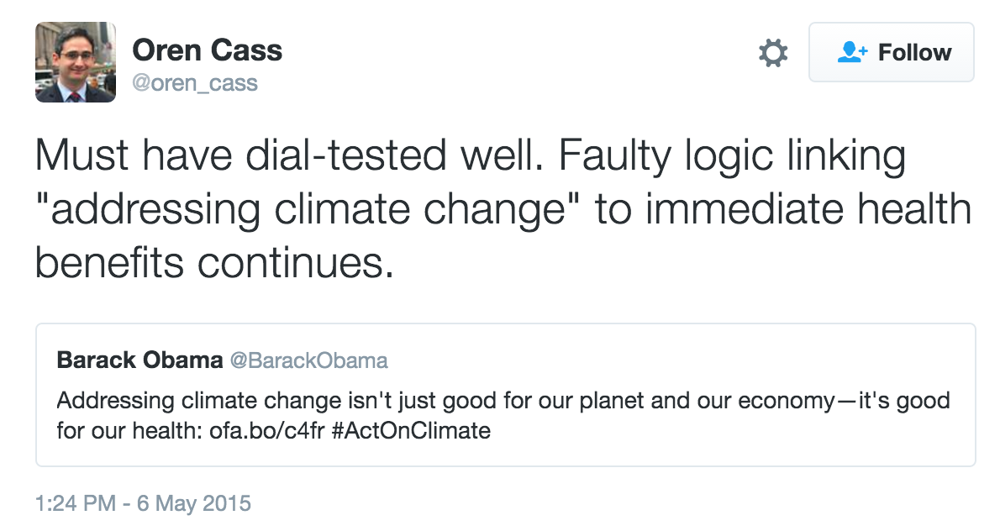 Oren Cass
@oren_cass
Follow
Must have dial-tested well. Faulty logic linking
"addressing climate change" to immediate health
benefits continues.
Barack Obama @BarackObama
Addressing climate change isn't just good for our planet and our economy—it's good
for our health: ofa.bo/c4fr #ActOnClimate
1:24 PM - 6 May 2015